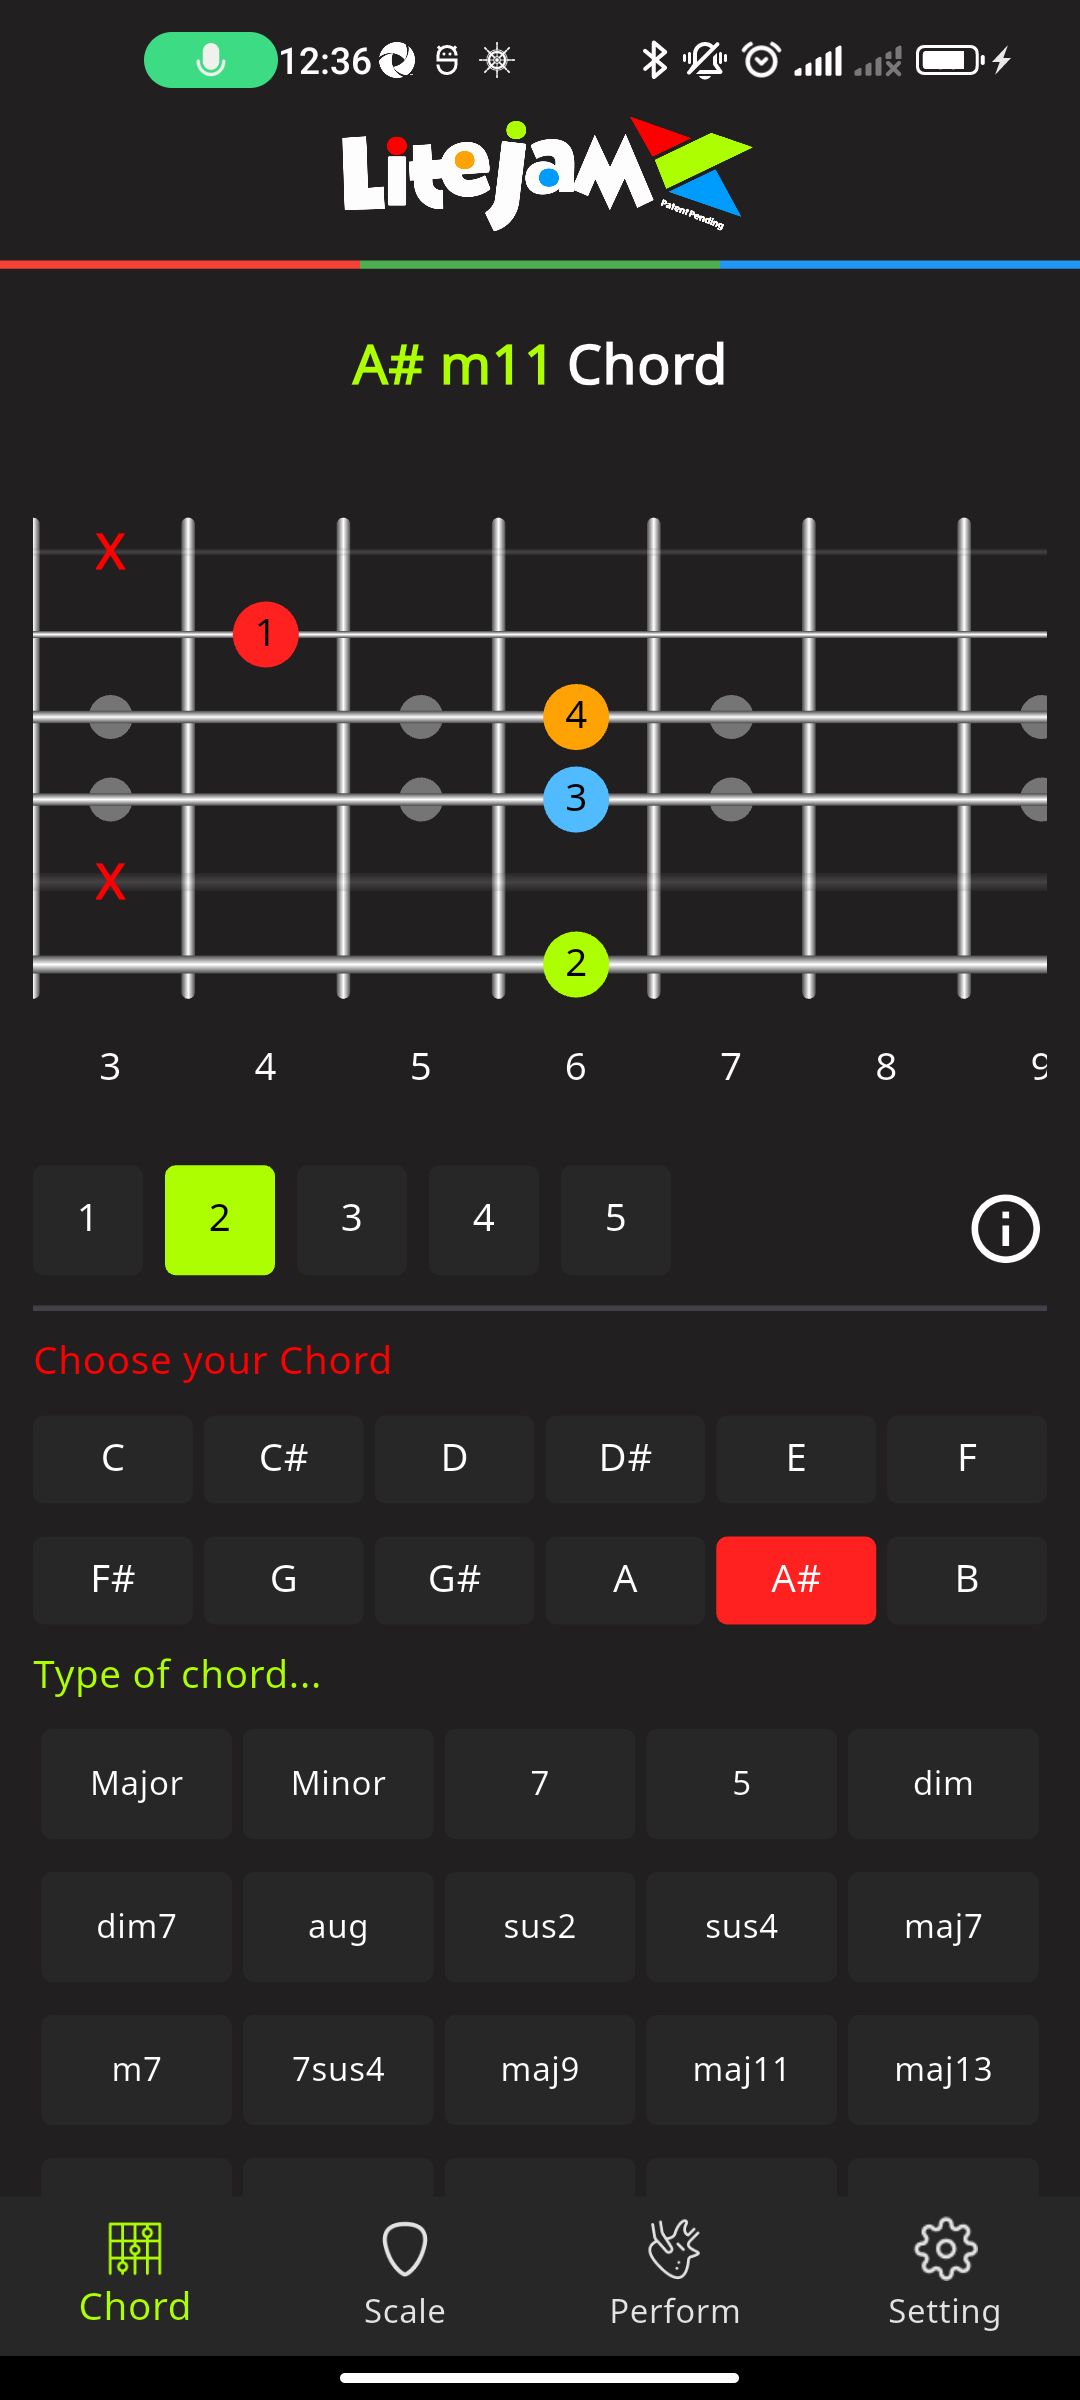 12:36
LiteJam
Patent Pending
A# m11 Chord
X
1
4
3
X
2
3 4 5 6 7 8 9
1 2 3 4 5
Choose your Chord
C C# D D# E F
F# G G# A A# B
Type of chord...
Major Minor 7 5 dim
dim7 aug sus2 sus4 maj7
m7 7sus4 maj9 maj11 maj13
Chord Scale Perform Setting